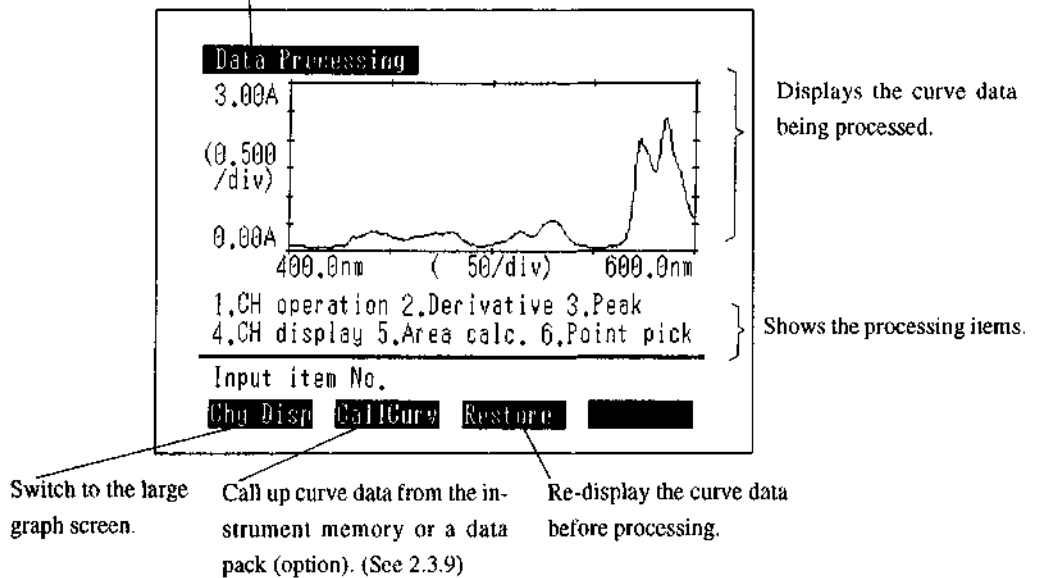 Data Processing
3.00A
(0.500
/div)
0.00A
400.0nm ( 50/div) 600.0nm
Displays the curve data
being processed.
1.CH operation 2.Derivative 3.Peak
4.CH display 5.Area calc. 6.Point pick
Shows the processing items.
Input item No.
Chg Disp CallCurv Restore
Switch to the large
graph screen.
Call up curve data from the in-
strument memory or a data
pack (option). (See 2.3.9)
Re-display the curve data
before processing.